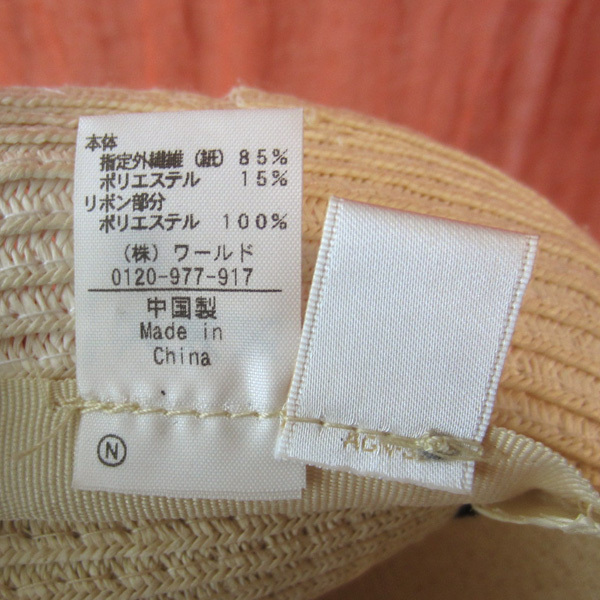 本体
指定外繊維（紙）85%
ポリエステル 15%
リボン部分
ポリエステル 100%
（株）ワールド
0120-977-917
中国製
Made in
China
N